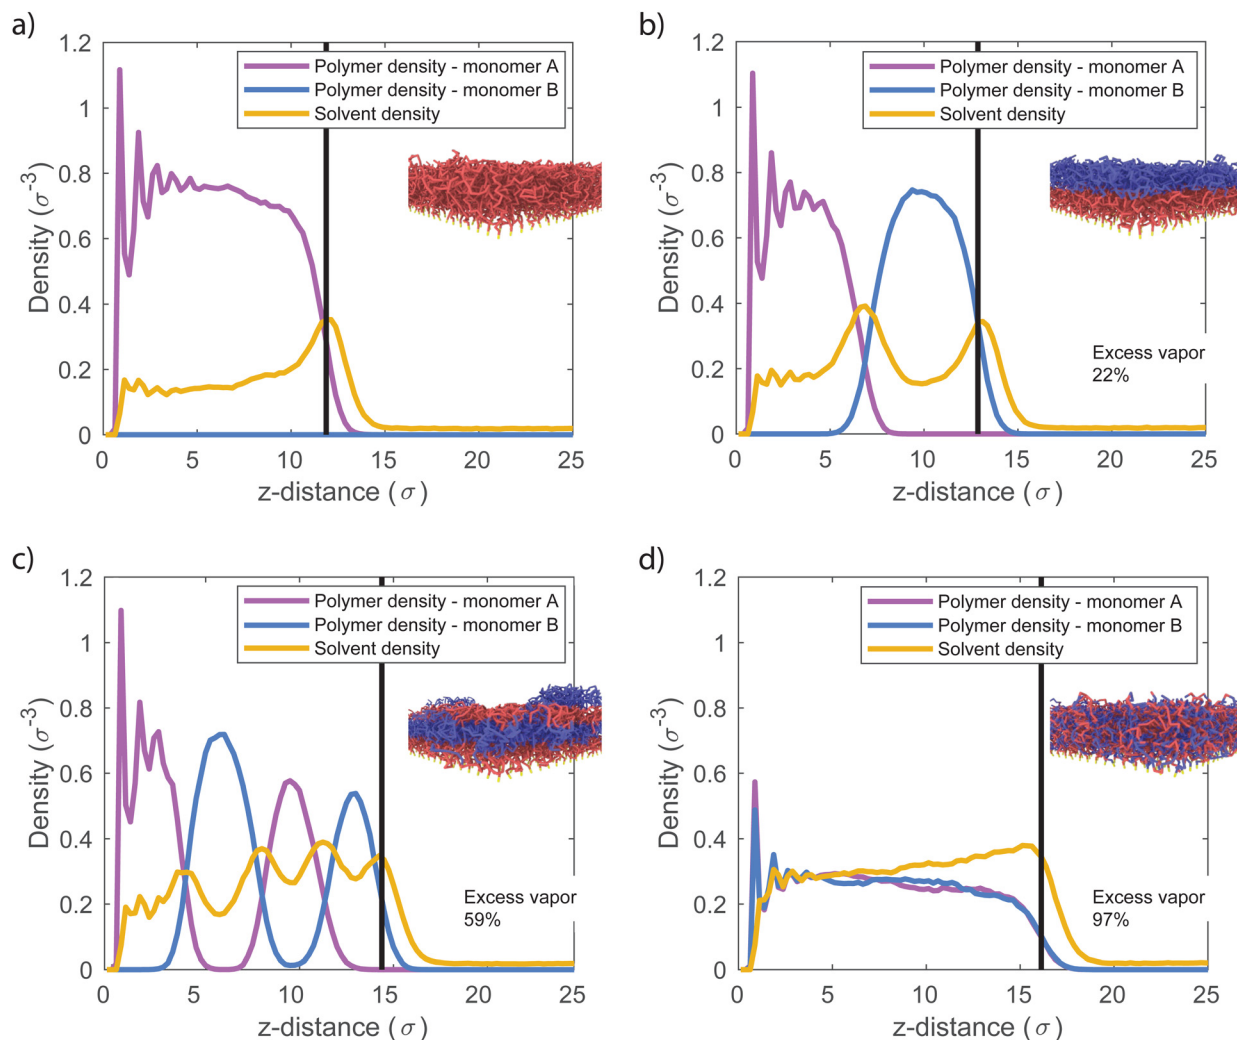 a)
1.2
1
0.8
0.6
0.4
0.2
0
Density (σ⁻³)
Polymer density - monomer A
Polymer density - monomer B
Solvent density
0 5 10 15 20 25
z-distance (σ)
b)
1.2
1
0.8
0.6
0.4
0.2
0
Density (σ⁻³)
Polymer density - monomer A
Polymer density - monomer B
Solvent density
Excess vapor
22%
0 5 10 15 20 25
z-distance (σ)
c)
1.2
1
0.8
0.6
0.4
0.2
0
Density (σ⁻³)
Polymer density - monomer A
Polymer density - monomer B
Solvent density
Excess vapor
59%
0 5 10 15 20 25
z-distance (σ)
d)
1.2
1
0.8
0.6
0.4
0.2
0
Density (σ⁻³)
Polymer density - monomer A
Polymer density - monomer B
Solvent density
Excess vapor
97%
0 5 10 15 20 25
z-distance (σ)